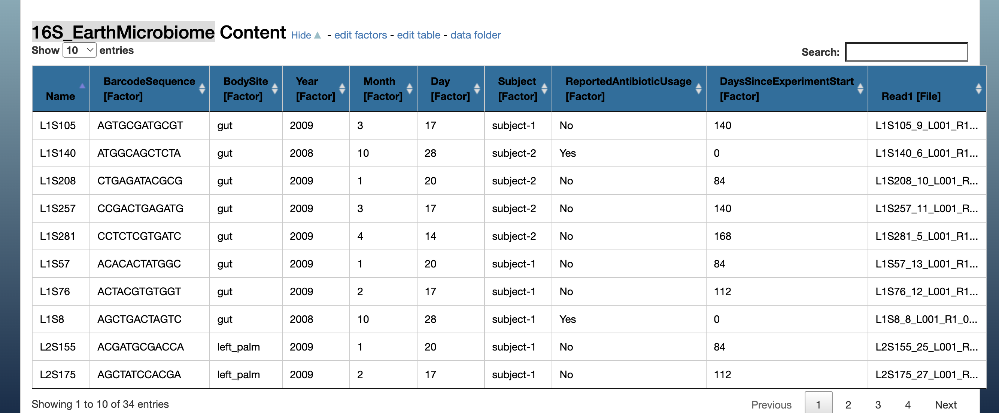 16S_EarthMicrobiome Content Hide ▲ - edit factors - edit table - data folder
Show 10 entries
Search:
Name BarcodeSequence [Factor] BodySite [Factor] Year [Factor] Month [Factor] Day [Factor] Subject [Factor] ReportedAntibioticUsage [Factor] DaysSinceExperimentStart [Factor] Read1 [File]
L1S105 AGTGCGATGCGT gut 2009 3 17 subject-1 No 140 L1S105_9_L001_R1...
L1S140 ATGGCAGCTCTA gut 2008 10 28 subject-2 Yes 0 L1S140_6_L001_R1...
L1S208 CTGAGATACGCG gut 2009 1 20 subject-2 No 84 L1S208_10_L001_R...
L1S257 CCGACTGAGATG gut 2009 3 17 subject-2 No 140 L1S257_11_L001_R...
L1S281 CCTCTCGTGATC gut 2009 4 14 subject-2 No 168 L1S281_5_L001_R1...
L1S57 ACACACTATGGC gut 2009 1 20 subject-1 No 84 L1S57_13_L001_R1...
L1S76 ACTACGTGTGGT gut 2009 2 17 subject-1 No 112 L1S76_12_L001_R1...
L1S8 AGCTGACTAGTC gut 2008 10 28 subject-1 Yes 0 L1S8_8_L001_R1_0...
L2S155 ACGATGCGACCA left_palm 2009 1 20 subject-1 No 84 L2S155_25_L001_R...
L2S175 AGCTATCCACGA left_palm 2009 2 17 subject-1 No 112 L2S175_27_L001_R...
Showing 1 to 10 of 34 entries
Previous 1 2 3 4 Next